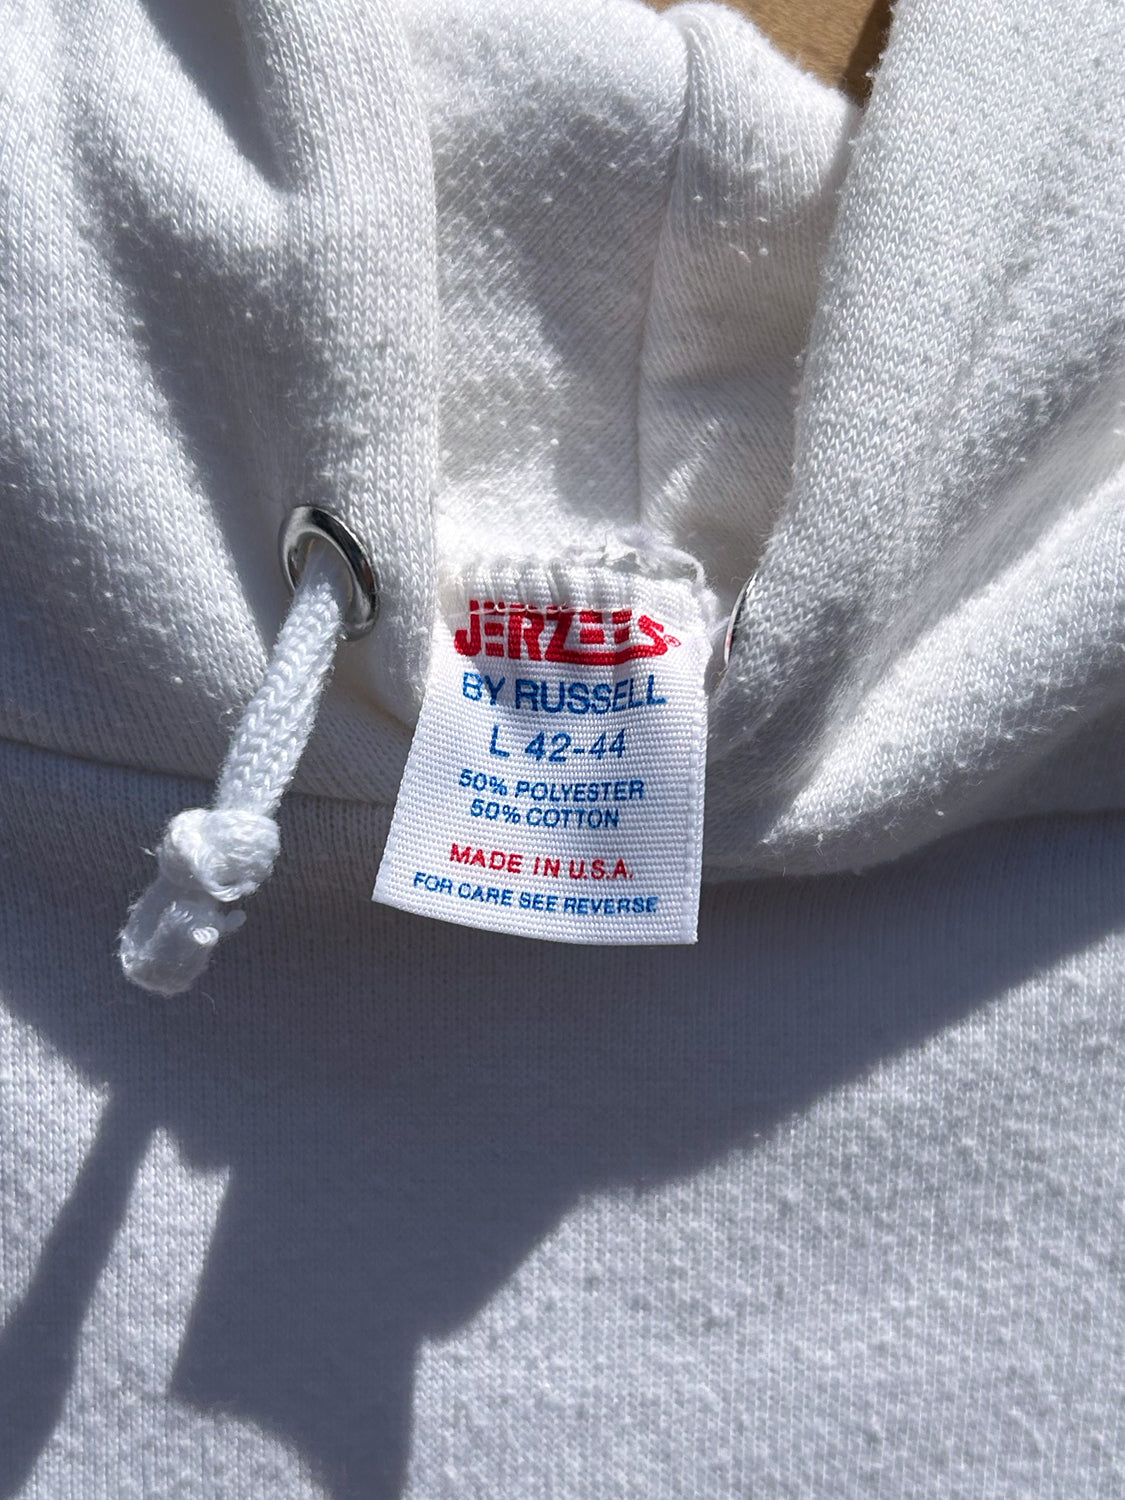 JERZEES®
BY RUSSELL
L 42-44
50% POLYESTER
50% COTTON
MADE IN U.S.A.
FOR CARE SEE REVERSE